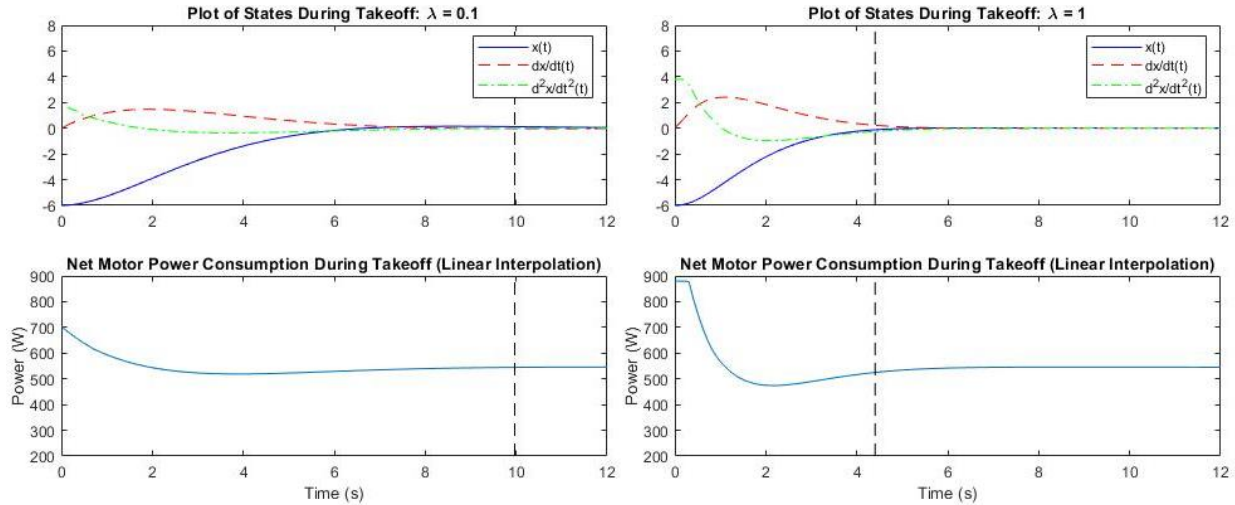 Plot of States During Takeoff: λ = 0.1
8
6
4
2
0
-2
-4
-6
x(t)
dx/dt(t)
d²x/dt²(t)
0 2 4 6 8 10 12
Net Motor Power Consumption During Takeoff (Linear Interpolation)
Power (W)
900
800
700
600
500
400
300
200
0 2 4 6 8 10 12
Time (s)
Plot of States During Takeoff: λ = 1
8
6
4
2
0
-2
-4
-6
x(t)
dx/dt(t)
d²x/dt²(t)
0 2 4 6 8 10 12
Net Motor Power Consumption During Takeoff (Linear Interpolation)
Power (W)
900
800
700
600
500
400
300
200
0 2 4 6 8 10 12
Time (s)